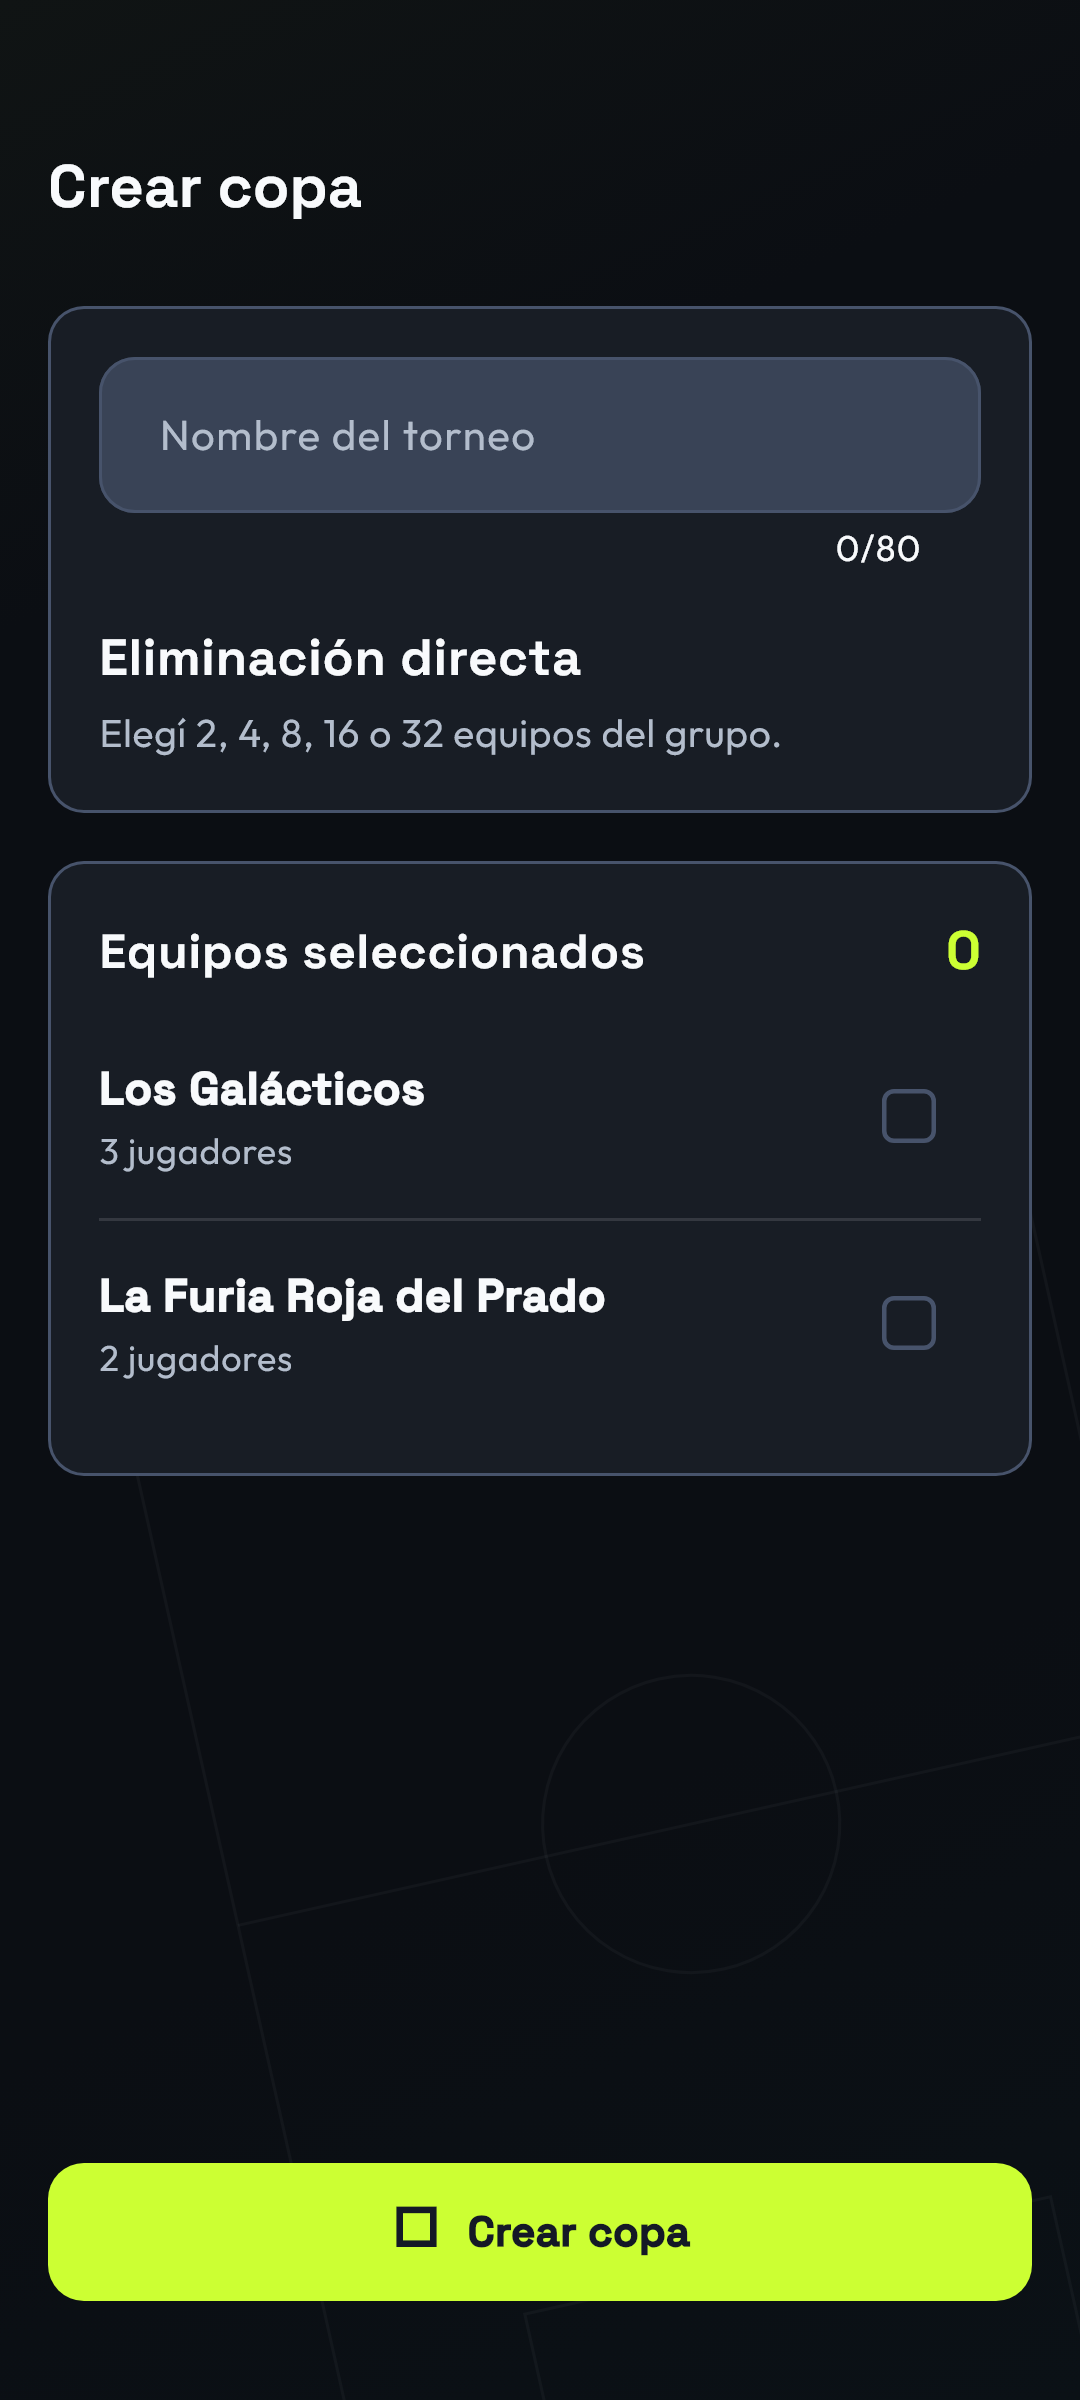 Crear copa
Nombre del torneo
0/80
Eliminación directa
Elegí 2, 4, 8, 16 o 32 equipos del grupo.
Equipos seleccionados
0
Los Galácticos
3 jugadores
La Furia Roja del Prado
2 jugadores
Crear copa